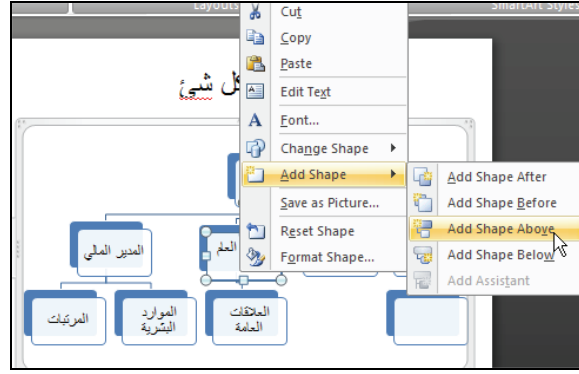 Layouts
SmartArt Styles
Cut
Copy
Paste
Edit Text
Font...
Change Shape
Add Shape
Save as Picture...
Reset Shape
Format Shape...
Add Shape After
Add Shape Before
Add Shape Above
Add Shape Below
Add Assistant
كل شئ
المدير المالي
العام
المرتبات
الموارد
البشرية
العلاقات
العامة